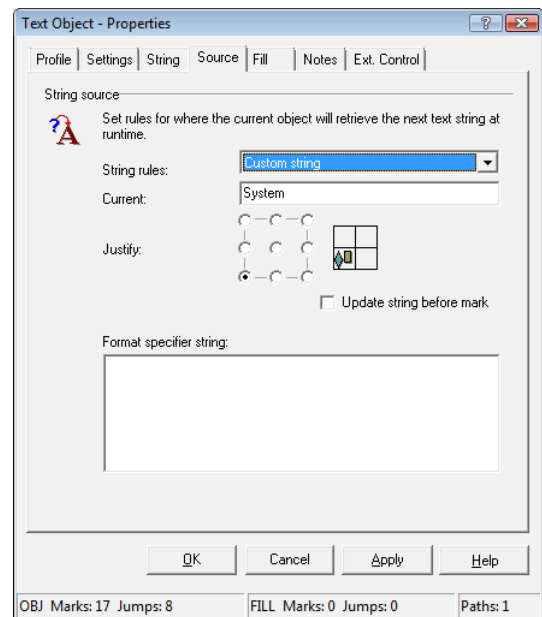 Text Object - Properties
Profile Settings String Source Fill Notes Ext. Control
String source
Set rules for where the current object will retrieve the next text string at
runtime.
String rules: Custom string
Current: System
Justify:
Update string before mark
Format specifier string:
OK Cancel Apply Help
OBJ Marks: 17 Jumps: 8 FILL Marks: 0 Jumps: 0 Paths: 1